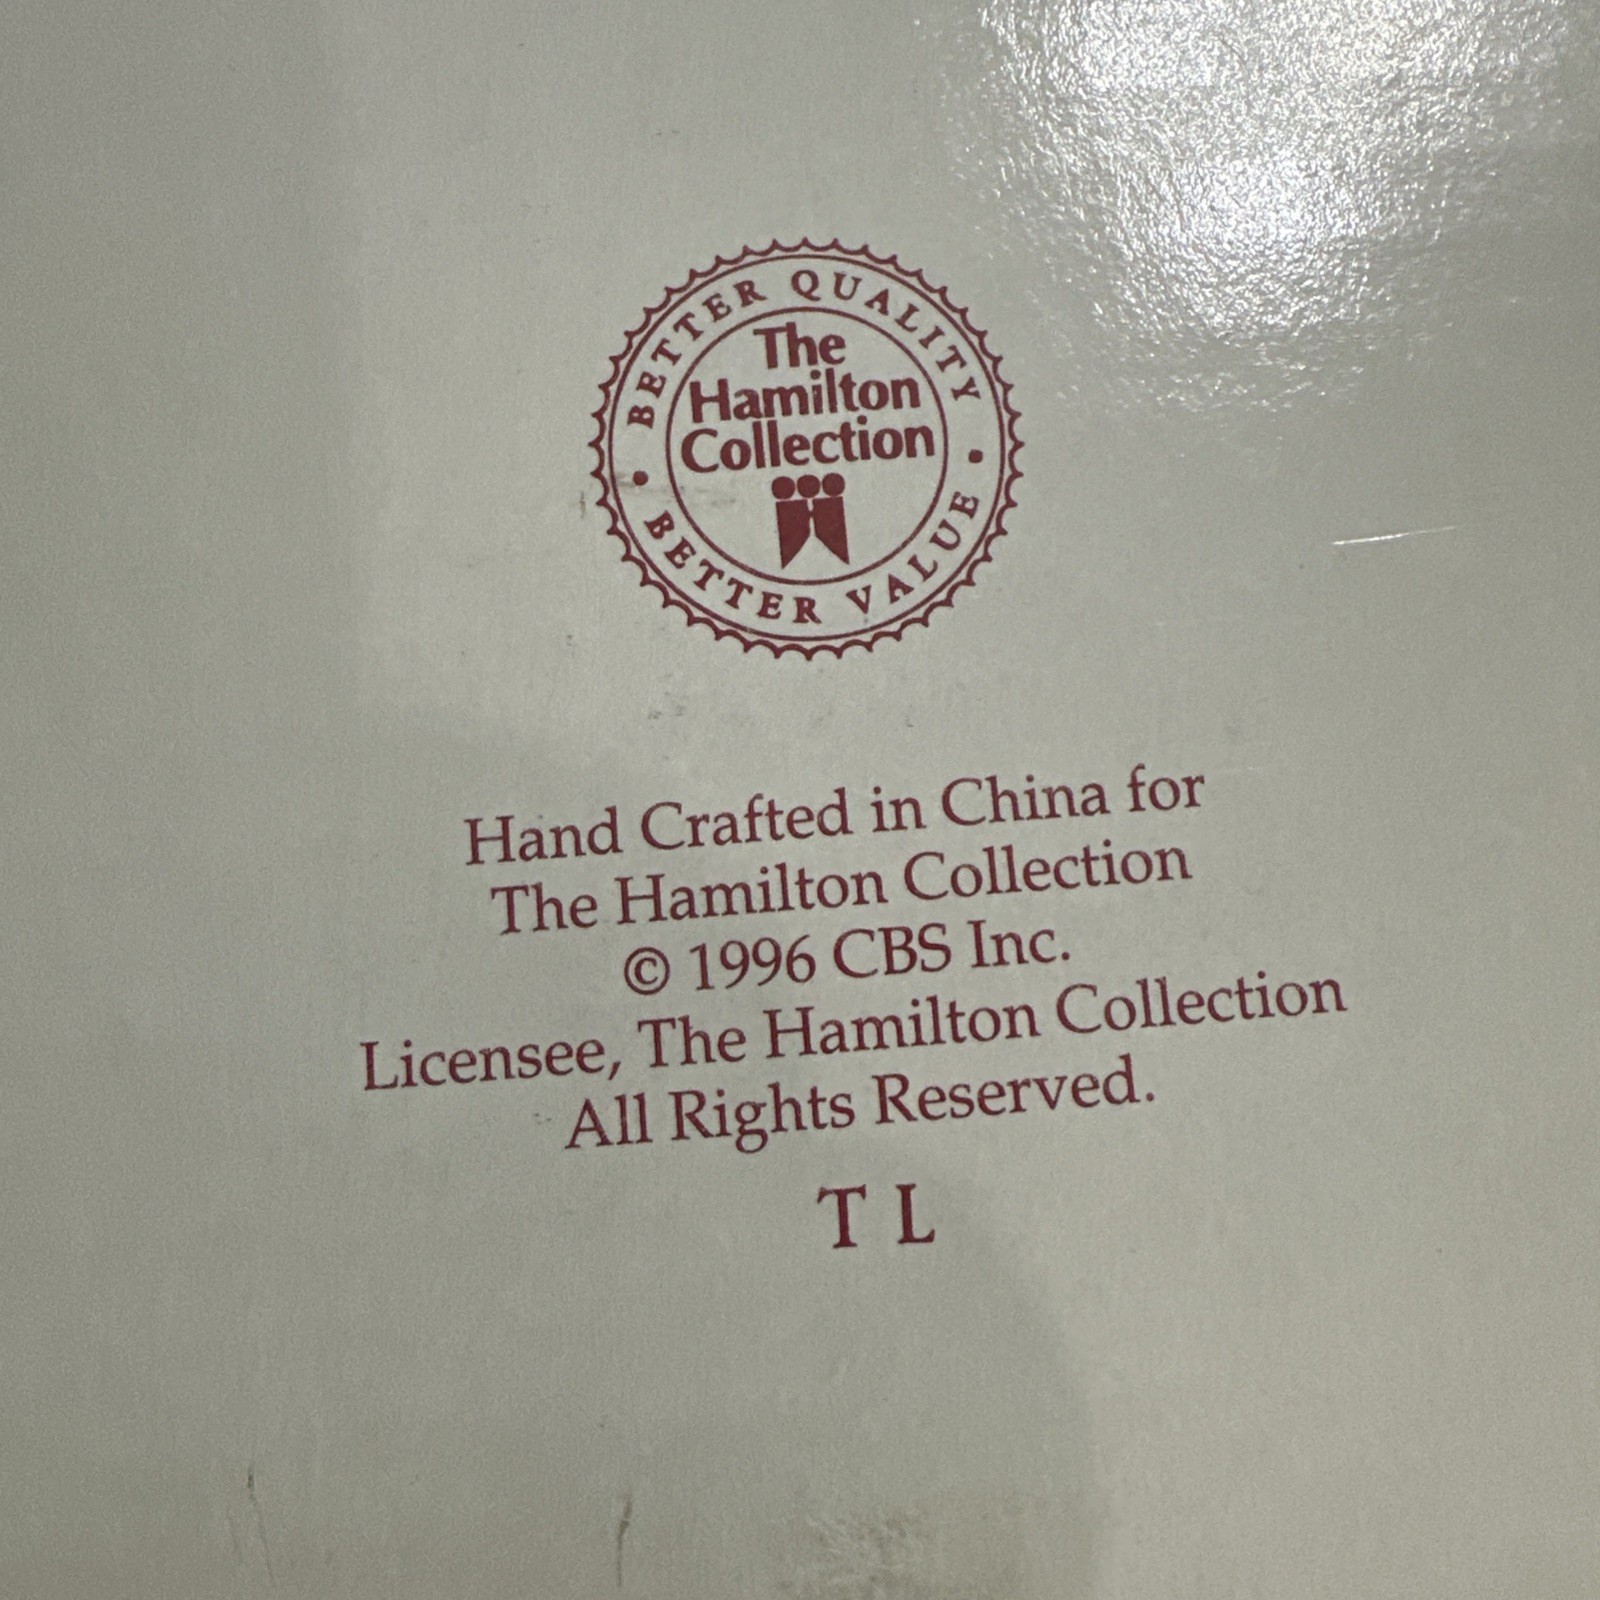 BETTER QUALITY
The
Hamilton
Collection
BETTER VALUE
Hand Crafted in China for
The Hamilton Collection
© 1996 CBS Inc.
Licensee, The Hamilton Collection
All Rights Reserved.
T L